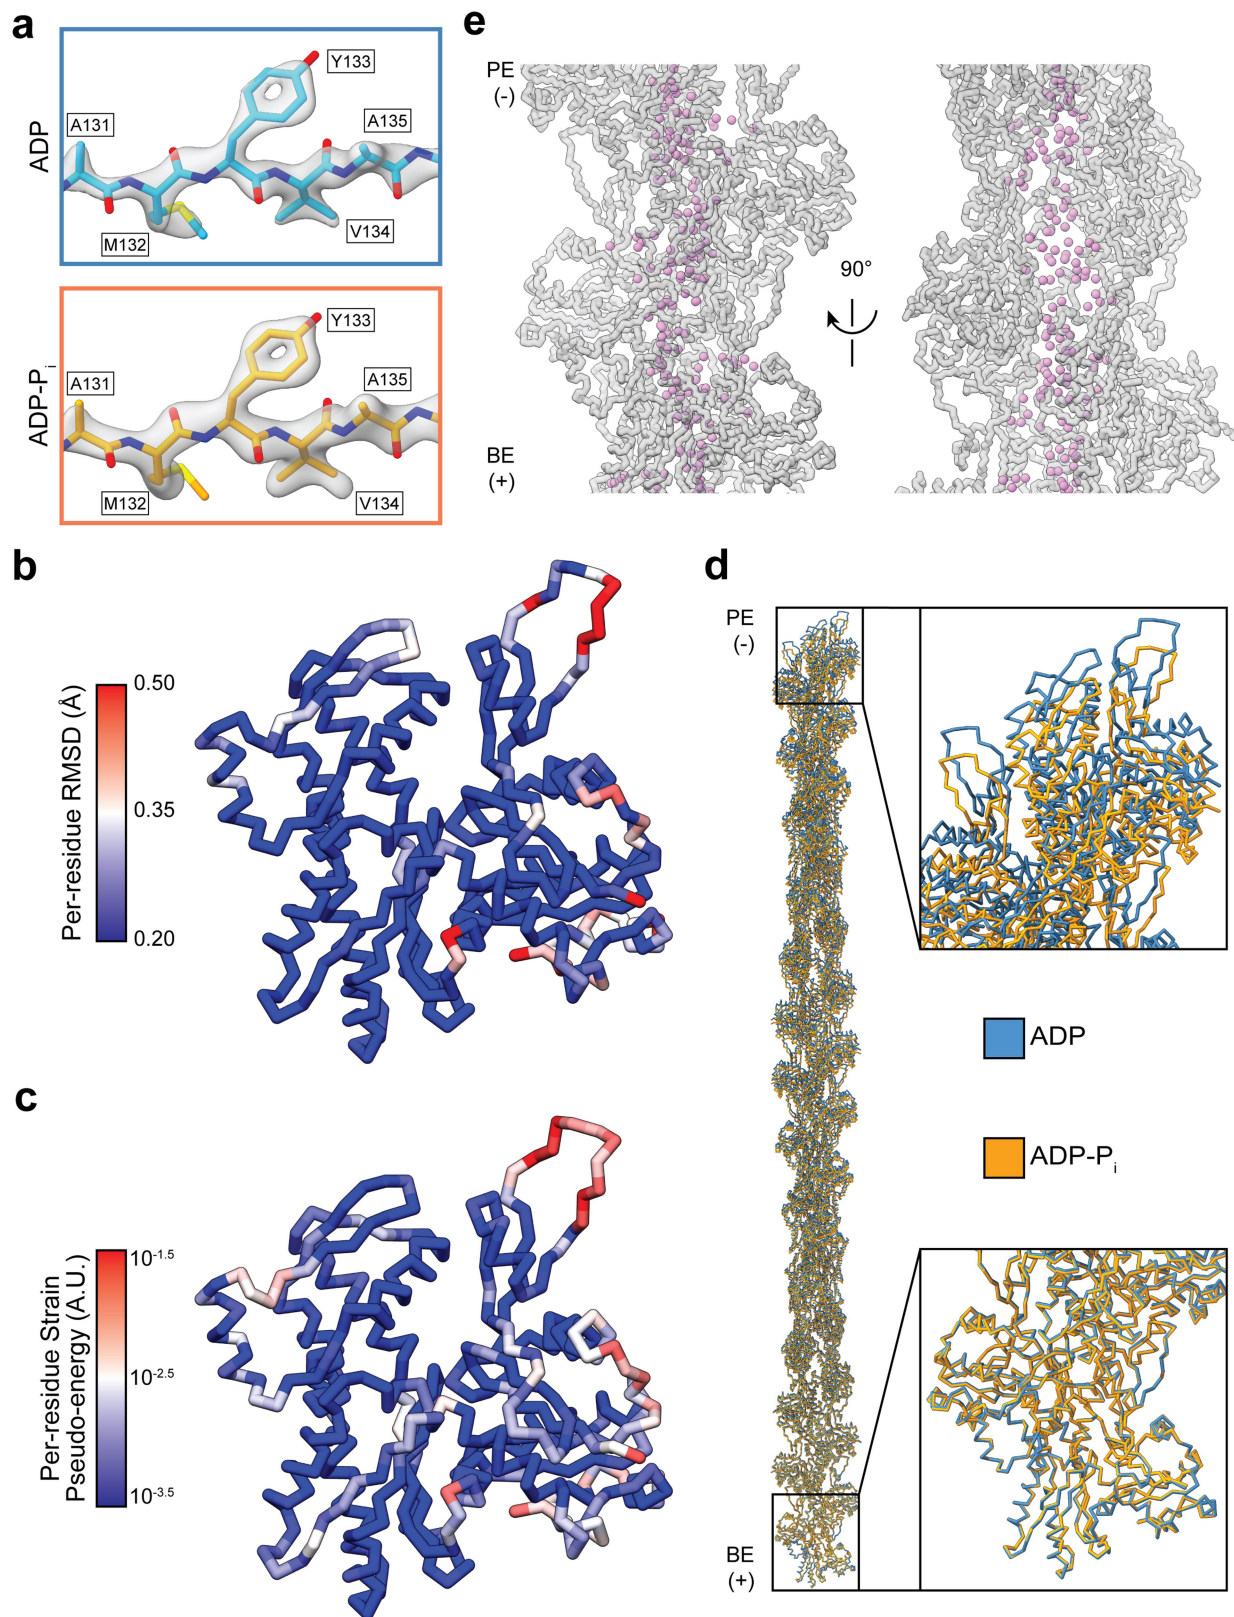 a
ADP
Y133
A131
A135
M132
V134
ADP-Pi
Y133
A131
A135
M132
V134
e
PE
(-)
90°
BE
(+)
b
Per-residue RMSD (Å)
0.50
0.35
0.20
c
Per-residue Strain
Pseudo-energy (A.U.)
10-1.5
10-2.5
10-3.5
d
PE
(-)
ADP
ADP-Pi
BE
(+)